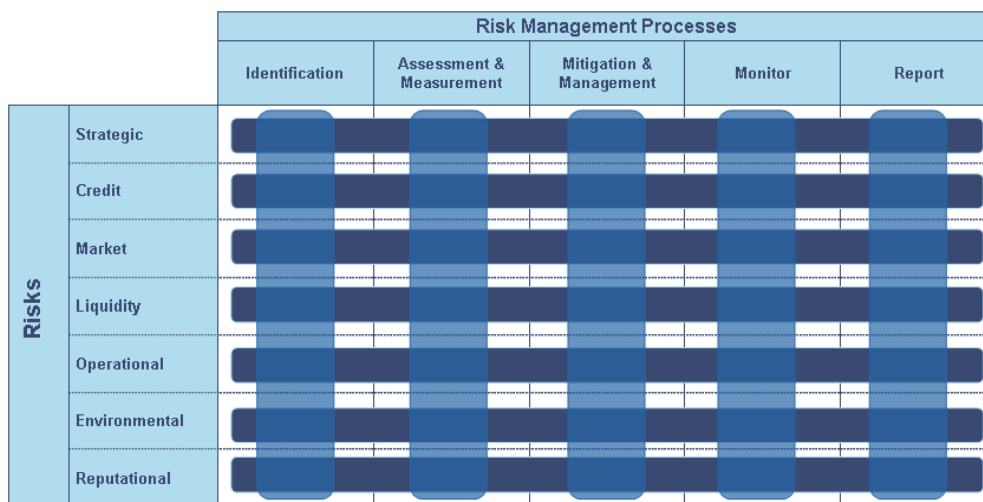 Risk Management Processes
Identification
Assessment &
Measurement
Mitigation &
Management
Monitor
Report
Risks
Strategic
Credit
Market
Liquidity
Operational
Environmental
Reputational